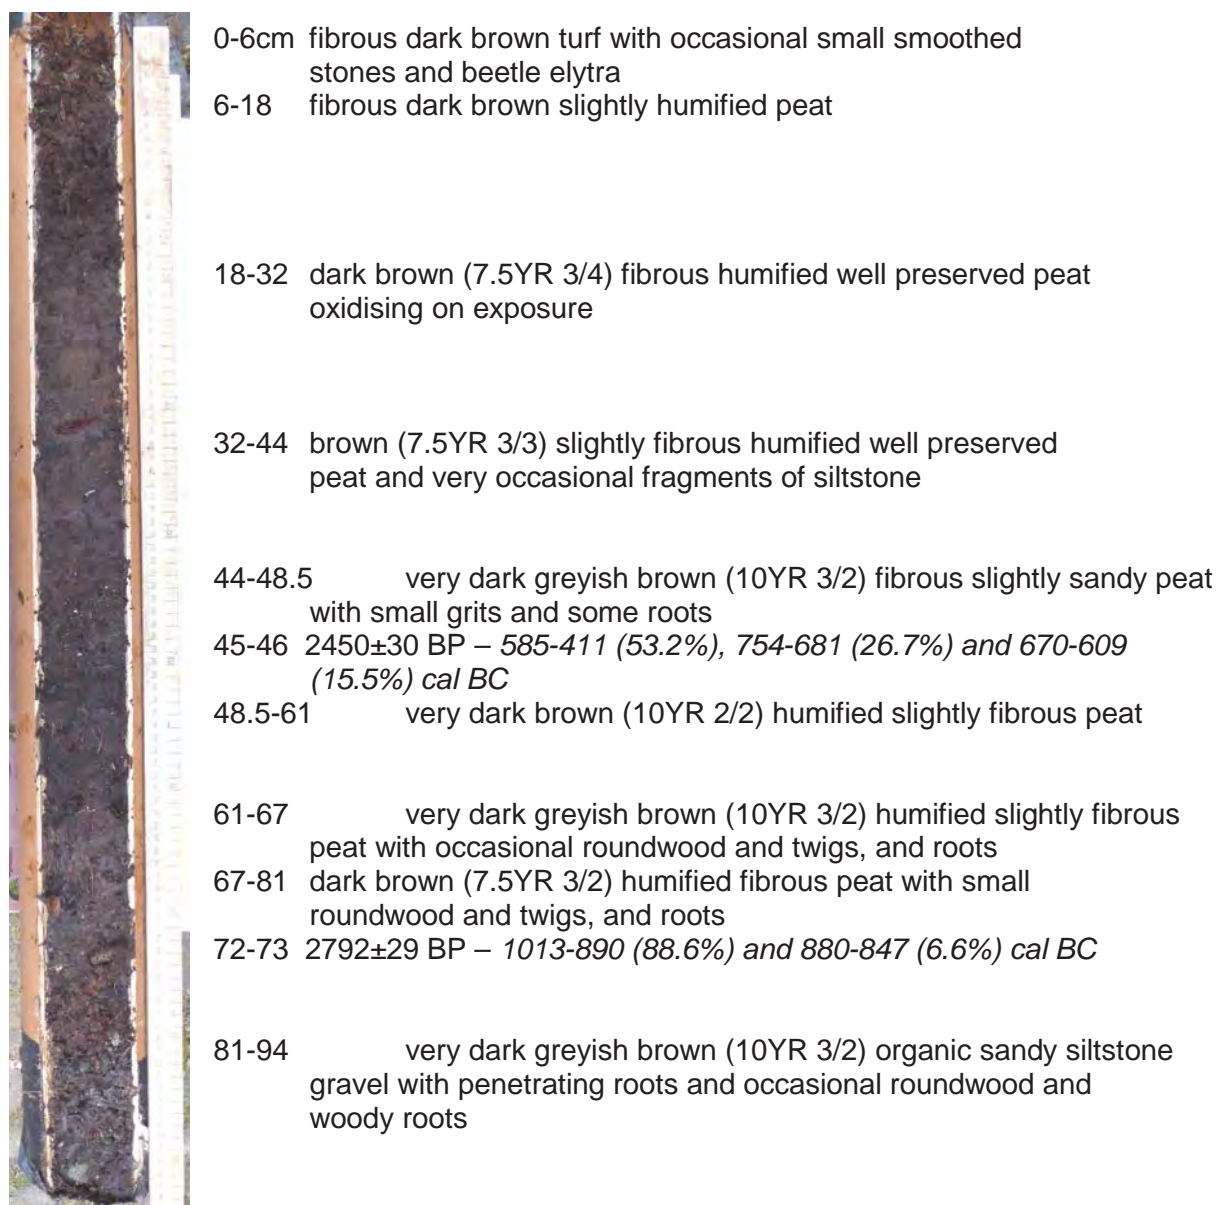 0-6cm fibrous dark brown turf with occasional small smoothed
stones and beetle elytra
6-18 fibrous dark brown slightly humified peat
18-32 dark brown (7.5YR 3/4) fibrous humified well preserved peat
oxidising on exposure
32-44 brown (7.5YR 3/3) slightly fibrous humified well preserved
peat and very occasional fragments of siltstone
44-48.5 very dark greyish brown (10YR 3/2) fibrous slightly sandy peat
with small grits and some roots
45-46 2450±30 BP – 585-411 (53.2%), 754-681 (26.7%) and 670-609
(15.5%) cal BC
48.5-61 very dark brown (10YR 2/2) humified slightly fibrous peat
61-67 very dark greyish brown (10YR 3/2) humified slightly fibrous
peat with occasional roundwood and twigs, and roots
67-81 dark brown (7.5YR 3/2) humified fibrous peat with small
roundwood and twigs, and roots
72-73 2792±29 BP – 1013-890 (88.6%) and 880-847 (6.6%) cal BC
81-94 very dark greyish brown (10YR 3/2) organic sandy siltstone
gravel with penetrating roots and occasional roundwood and
woody roots